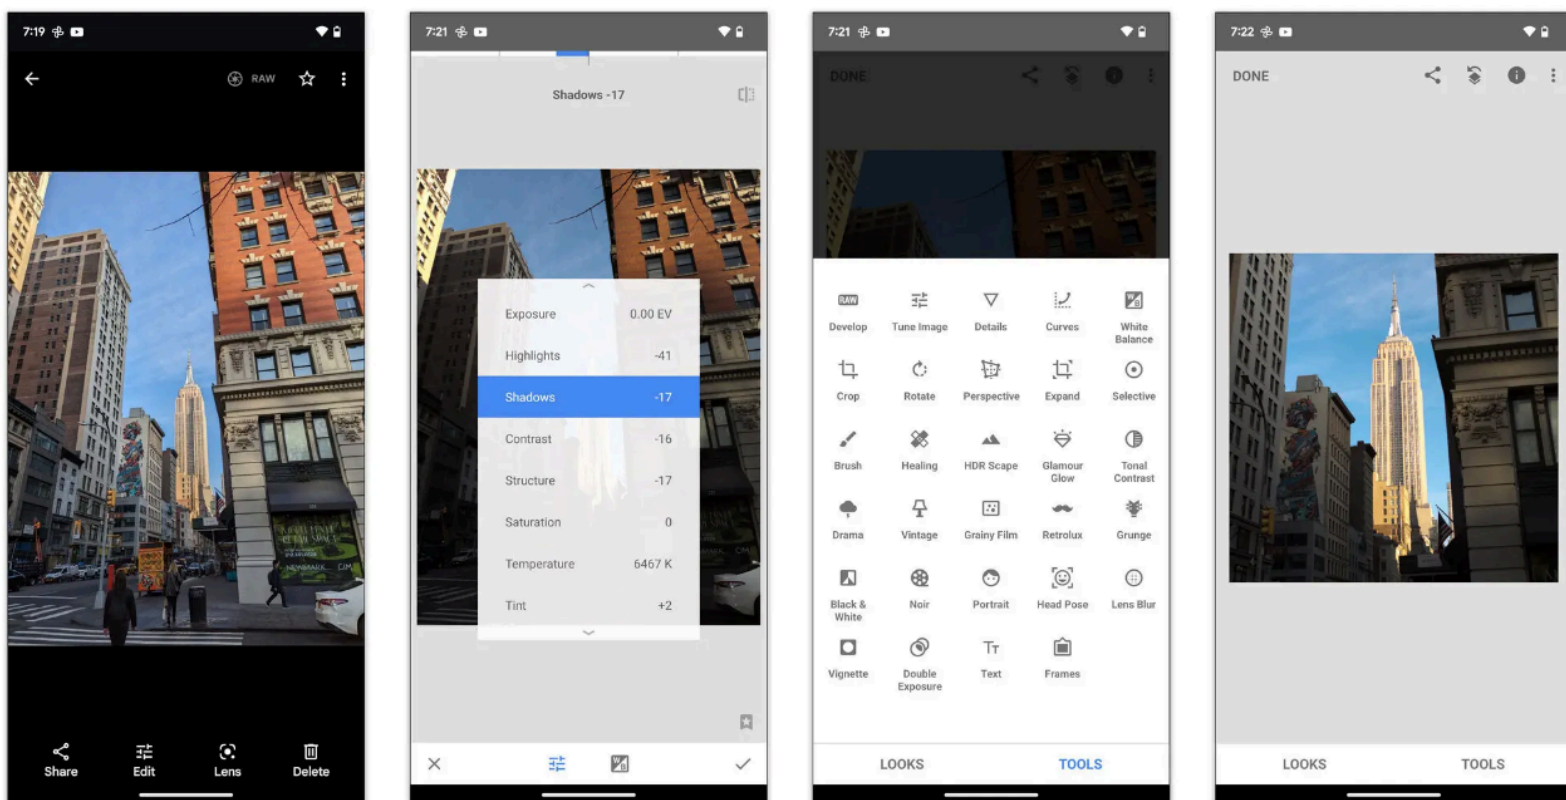 7:19
RAW
NEWMARK CJM
Share Edit Lens Delete
7:21
Shadows -17
Exposure 0.00 EV
Highlights -41
Shadows -17
Contrast -16
Structure -17
Saturation 0
Temperature 6467 K
Tint +2
7:21
DONE
RAW
Develop Tune Image Details Curves White
Balance
Crop Rotate Perspective Expand Selective
Brush Healing HDR Scape Glamour Tonal
Glow Contrast
Drama Vintage Grainy Film Retrolux Grunge
Black & Noir Portrait Head Pose Lens Blur
White
Vignette Double Text Frames
Exposure
LOOKS TOOLS
7:22
DONE
LOOKS TOOLS